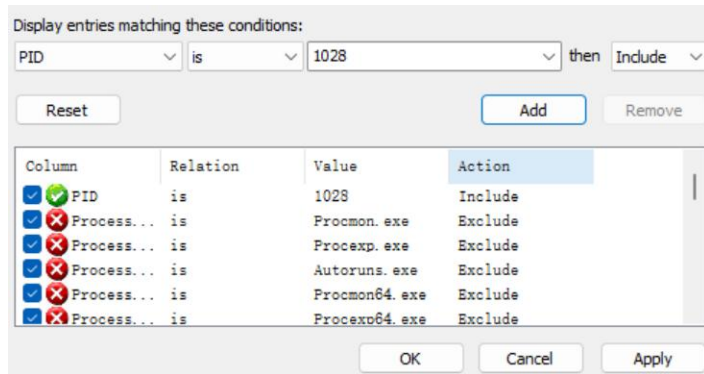 Display entries matching these conditions:
PID is 1028 then Include
Reset Add Remove
Column Relation Value Action
PID is 1028 Include
Process... is Procmon.exe Exclude
Process... is Procexp.exe Exclude
Process... is Autoruns.exe Exclude
Process... is Procmon64.exe Exclude
Process... is Procexp64.exe Exclude
OK Cancel Apply